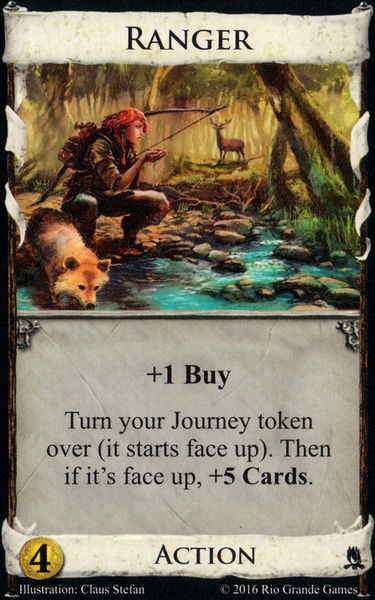 RANGER
+1 Buy
Turn your Journey token
over (it starts face up). Then
if it's face up, +5 Cards.
4
ACTION
Illustration: Claus Stefan © 2016 Rio Grande Games